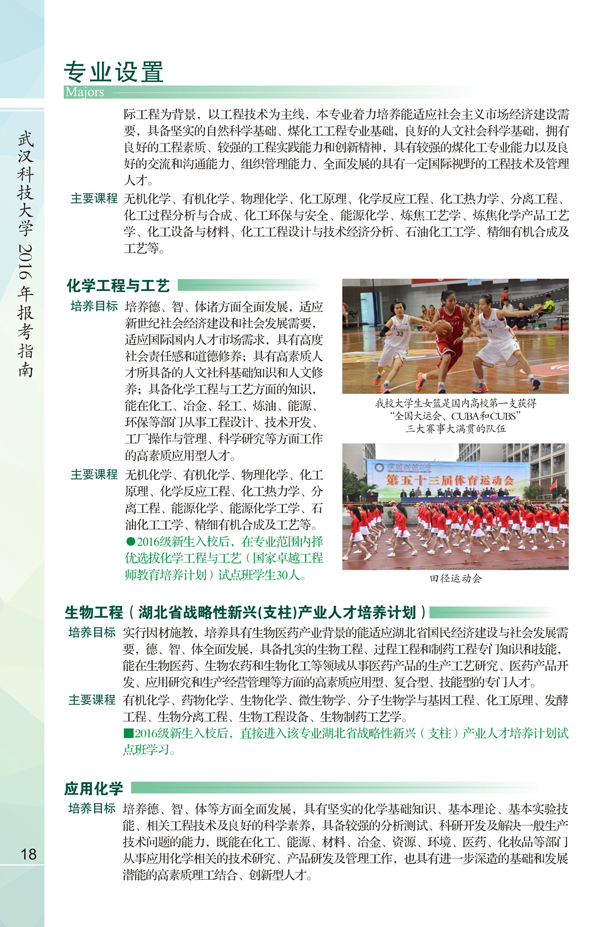 专业设置
Majors
武汉科技大学2016年报考指南
际工程为背景，以工程技术为主线，本专业着力培养能适应社会主义市场经济建设需
要，具备坚实的自然科学基础、煤化工工程专业基础，良好的人文社会科学基础，拥有
良好的工程素质、较强的工程实践能力和创新精神，具有较强的煤化工专业能力以及良
好的交流和沟通能力、组织管理能力、全面发展的具有一定国际视野的工程技术及管理
人才。
主要课程 无机化学、有机化学、物理化学、化工原理、化学反应工程、化工热力学、分离工程、
化工过程分析与合成、化工环保与安全、能源化学、炼焦工艺学、炼焦化学产品工艺
学、化工设备与材料、化工工程设计与技术经济分析、石油化工工学、精细有机合成及
工艺等。
化学工程与工艺
培养目标 培养德、智、体诸方面全面发展，适应
新世纪社会经济建设和社会发展需要，
适应国际国内人才市场需求，具有高度
社会责任感和道德修养；具有高素质人
才所具备的人文社科基础知识和人文修
养；具备化学工程与工艺方面的知识，
能在化工、冶金、轻工、炼油、能源、
环保等部门从事工程设计、技术开发、
工厂操作与管理、科学研究等方面工作
的高素质应用型人才。
主要课程 无机化学、有机化学、物理化学、化工
原理、化学反应工程、化工热力学、分
离工程、能源化学、能源化学工学、石
油化工工学、精细有机合成及工艺等。
●2016级新生入校后，在专业范围内择
优选拔化学工程与工艺（国家卓越工程
师教育培养计划）试点班学生30人。
我校大学生女篮是国内高校第一支获得
“全国大运会、CUBA和CUBS”
三大赛事大满贯的队伍
第五十三届体育运动会
田径运动会
生物工程（湖北省战略性新兴(支柱)产业人才培养计划）
培养目标 实行因材施教，培养具有生物医药产业背景的能适应湖北省国民经济建设与社会发展需
要，德、智、体全面发展，具备扎实的生物工程、过程工程和制药工程专门知识和技能，
能在生物医药、生物农药和生物化工等领域从事医药产品的生产工艺研究、医药产品开
发、应用研究和生产经营管理等方面的高素质应用型、复合型、技能型的专门人才。
主要课程 有机化学、药物化学、生物化学、微生物学、分子生物学与基因工程、化工原理、发酵
工程、生物分离工程、生物工程设备、生物制药工艺学。
■2016级新生入校后，直接进入该专业湖北省战略性新兴（支柱）产业人才培养计划试
点班学习。
应用化学
培养目标 培养德、智、体等方面全面发展，具有坚实的化学基础知识、基本理论、基本实验技
能、相关工程技术及良好的科学素养，具备较强的分析测试、科研开发及解决一般生产
技术问题的能力，既能在化工、能源、材料、冶金、资源、环境、医药、化妆品等部门
从事应用化学相关的技术研究、产品研发及管理工作，也具有进一步深造的基础和发展
潜能的高素质理工结合、创新型人才。
18